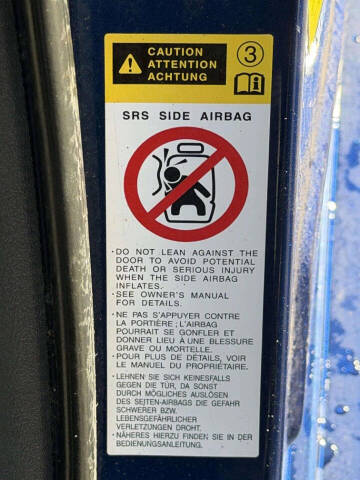 CAUTION
ATTENTION
ACHTUNG
3
SRS SIDE AIRBAG
·DO NOT LEAN AGAINST THE
DOOR TO AVOID POTENTIAL
DEATH OR SERIOUS INJURY
WHEN THE SIDE AIRBAG
INFLATES.
·SEE OWNER'S MANUAL
FOR DETAILS.
·NE PAS S'APPUYER CONTRE
LA PORTIÈRE ; L'AIRBAG
POURRAIT SE GONFLER ET
DONNER LIEU À UNE BLESSURE
GRAVE OU MORTELLE.
·POUR PLUS DE DÉTAILS, VOIR
LE MANUEL DU PROPRIÉTAIRE.
·LEHNEN SIE SICH KEINESFALLS
GEGEN DIE TÜR, DA SONST
DURCH MÖGLICHES AUSLÖSEN
DES SEITEN-AIRBAGS DIE GEFAHR
SCHWERER BZW.
LEBENSGEFÄHRLICHER
VERLETZUNGEN DROHT.
·NÄHERES HIERZU FINDEN SIE IN DER
BEDIENUNGSANLEITUNG.